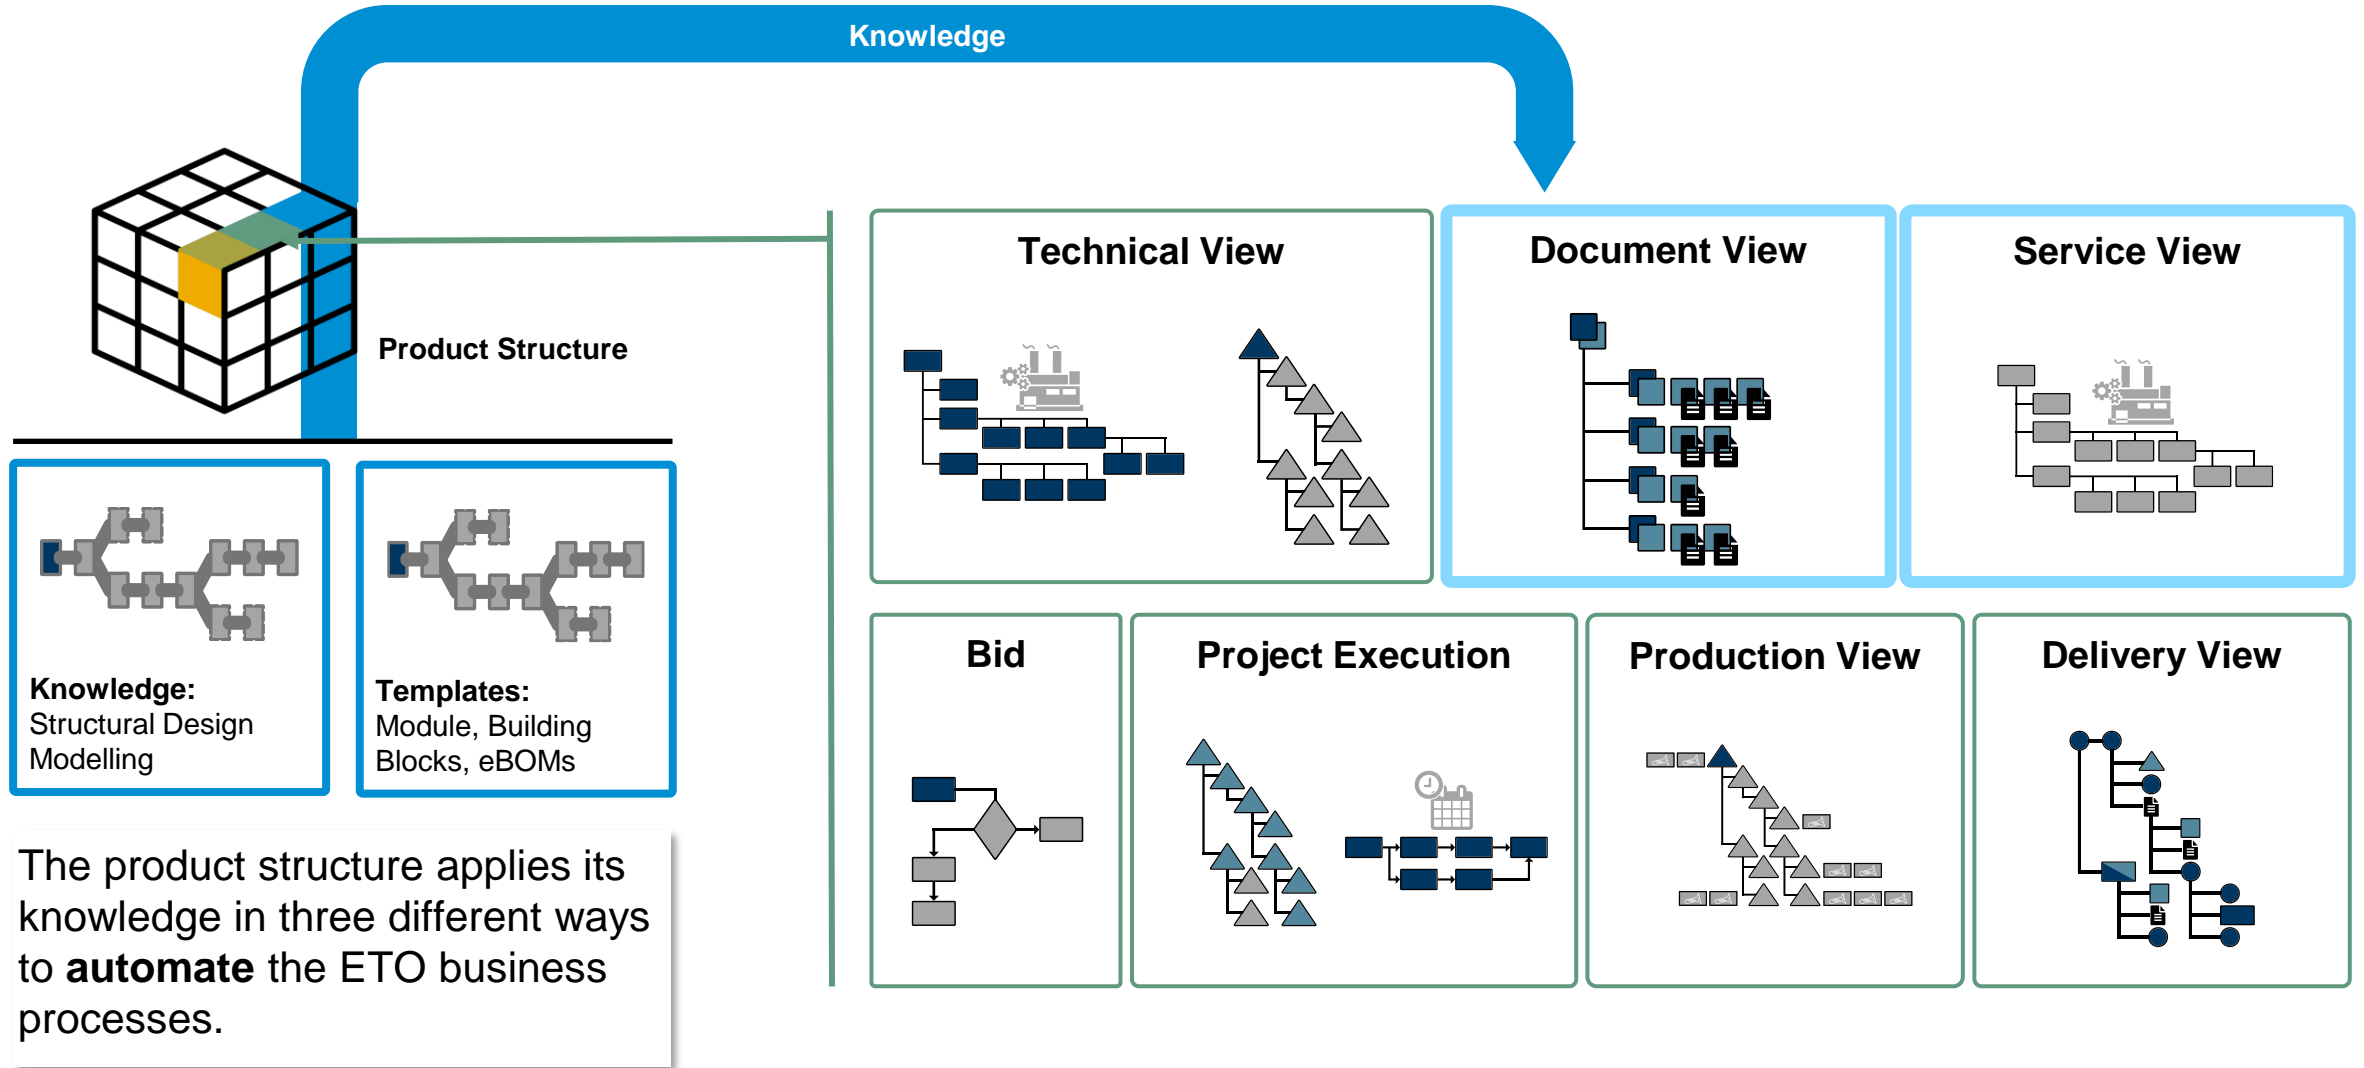 Knowledge
Product Structure
Technical View
Document View
Service View
Knowledge:
Structural Design
Modelling
Templates:
Module, Building
Blocks, eBOMs
Bid
Project Execution
Production View
Delivery View
The product structure applies its
knowledge in three different ways
to automate the ETO business
processes.